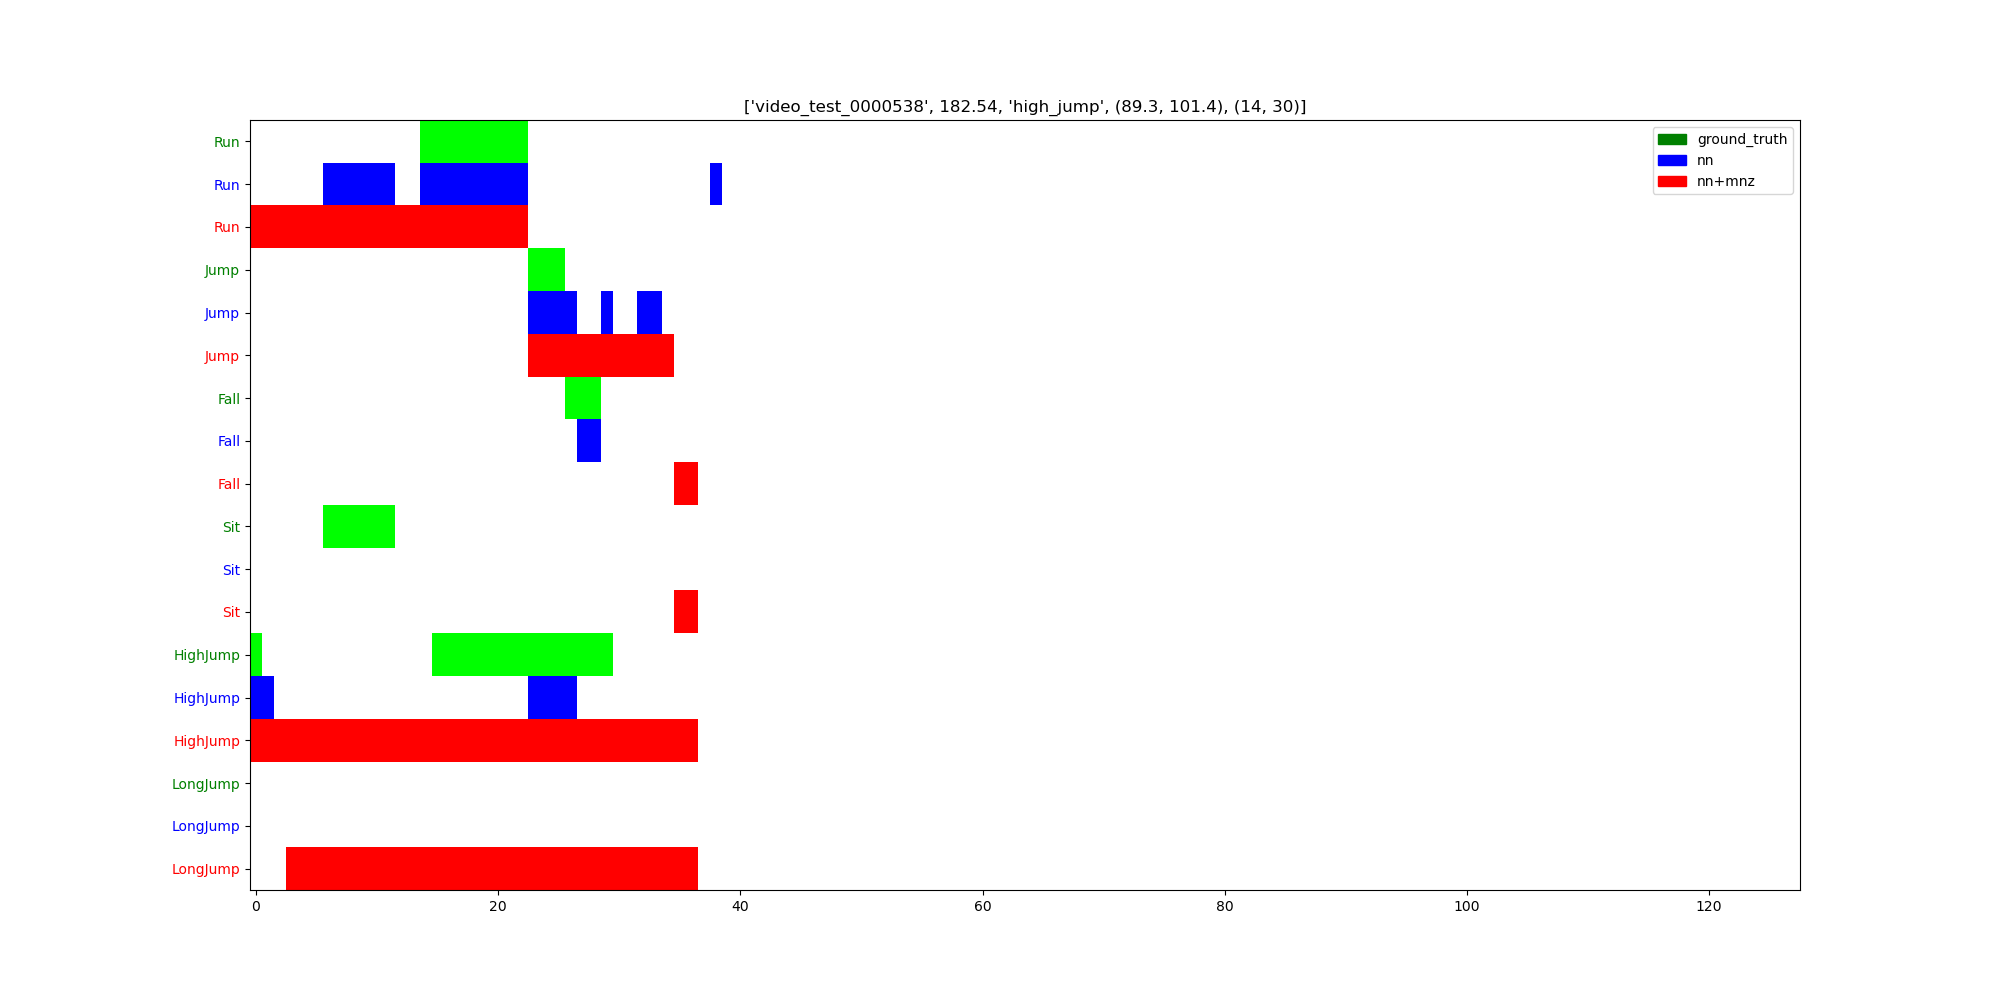 ['video_test_0000538', 182.54, 'high_jump', (89.3, 101.4), (14, 30)]
ground_truth
nn
nn+mnz
Run
Run
Run
Jump
Jump
Jump
Fall
Fall
Fall
Sit
Sit
Sit
HighJump
HighJump
HighJump
LongJump
LongJump
LongJump
0 20 40 60 80 100 120